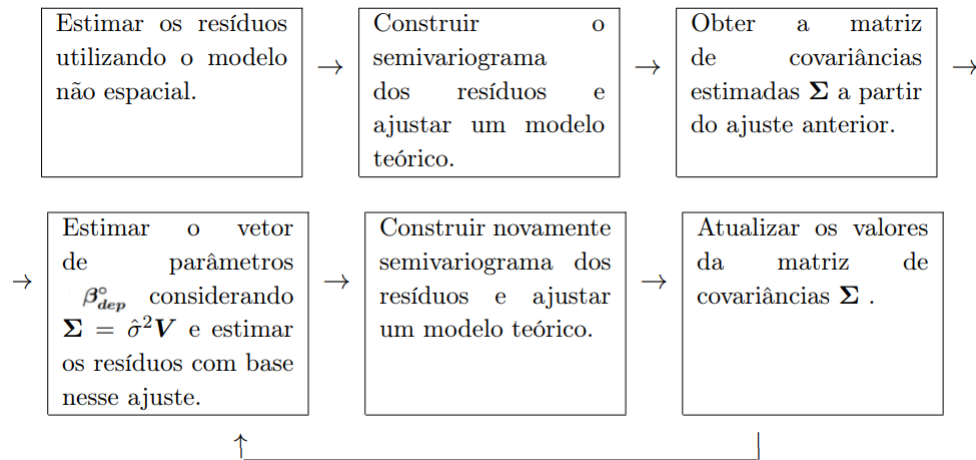 Estimar os resíduos
utilizando o modelo
não espacial.
→
Construir o
semivariograma
dos resíduos e
ajustar um modelo
teórico.
→
Obter a matriz
de covariâncias
estimadas Σ a partir
do ajuste anterior.
→
→
Estimar o vetor
de parâmetros
β°dep considerando
Σ = σ̂²V e estimar
os resíduos com base
nesse ajuste.
→
Construir novamente
semivariograma dos
resíduos e ajustar
um modelo teórico.
→
Atualizar os valores
da matriz de
covariâncias Σ .